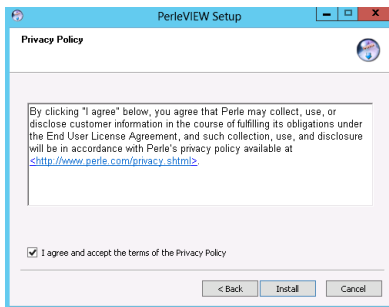 PerleVIEW Setup
Privacy Policy
By clicking "I agree" below, you agree that Perle may collect, use, or
disclose customer information in the course of fulfilling its obligations under
the End User License Agreement, and such collection, use, and disclosure
will be in accordance with Perle's privacy policy available at
<http://www.perle.com/privacy.shtml>.
I agree and accept the terms of the Privacy Policy
< Back
Install
Cancel